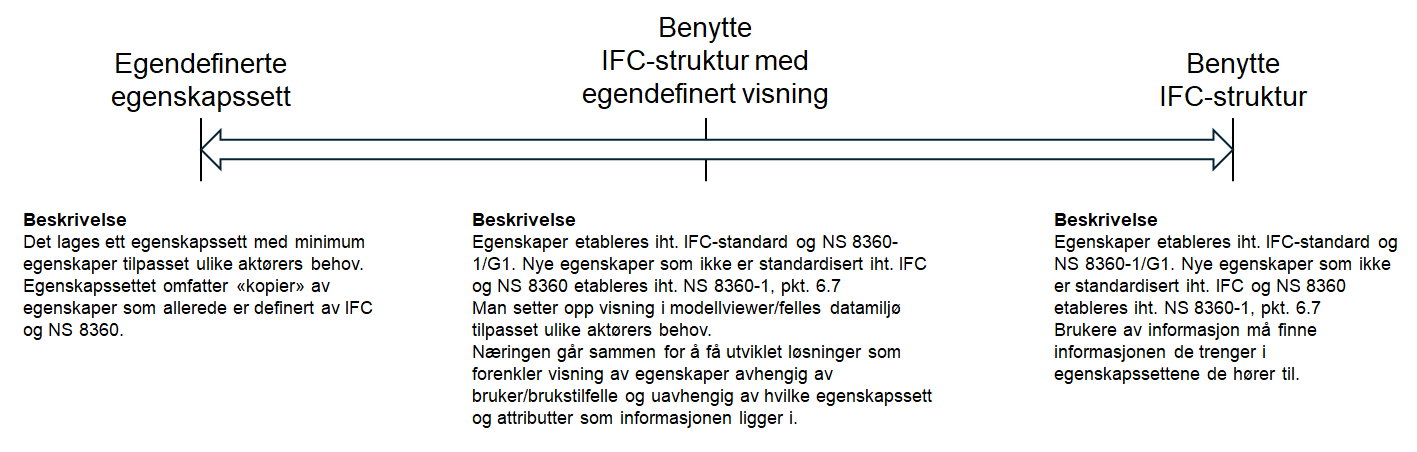 Egendefinerte
egenskapssett
Beskrivelse
Det lages ett egenskapssett med minimum
egenskaper tilpasset ulike aktørers behov.
Egenskapssettet omfatter «kopier» av
egenskaper som allerede er definert av IFC
og NS 8360.
Benytte
IFC-struktur med
egendefinert visning
Beskrivelse
Egenskaper etableres iht. IFC-standard og NS 8360-
1/G1. Nye egenskaper som ikke er standardisert iht. IFC
og NS 8360 etableres iht. NS 8360-1, pkt. 6.7
Man setter opp visning i modellviewer/felles datamiljø
tilpasset ulike aktørers behov.
Næringen går sammen for å få utviklet løsninger som
forenkler visning av egenskaper avhengig av
bruker/brukstilfelle og uavhengig av hvilke egenskapssett
og attributter som informasjonen ligger i.
Benytte
IFC-struktur
Beskrivelse
Egenskaper etableres iht. IFC-standard og
NS 8360-1/G1. Nye egenskaper som ikke
er standardisert iht. IFC og NS 8360
etableres iht. NS 8360-1, pkt. 6.7
Brukere av informasjon må finne
informasjonen de trenger i
egenskapssettene de hører til.